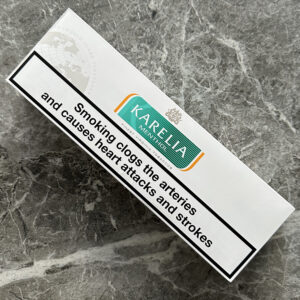 KARELIA
MENTHOL
Smoking clogs the arteries
and causes heart attacks and strokes